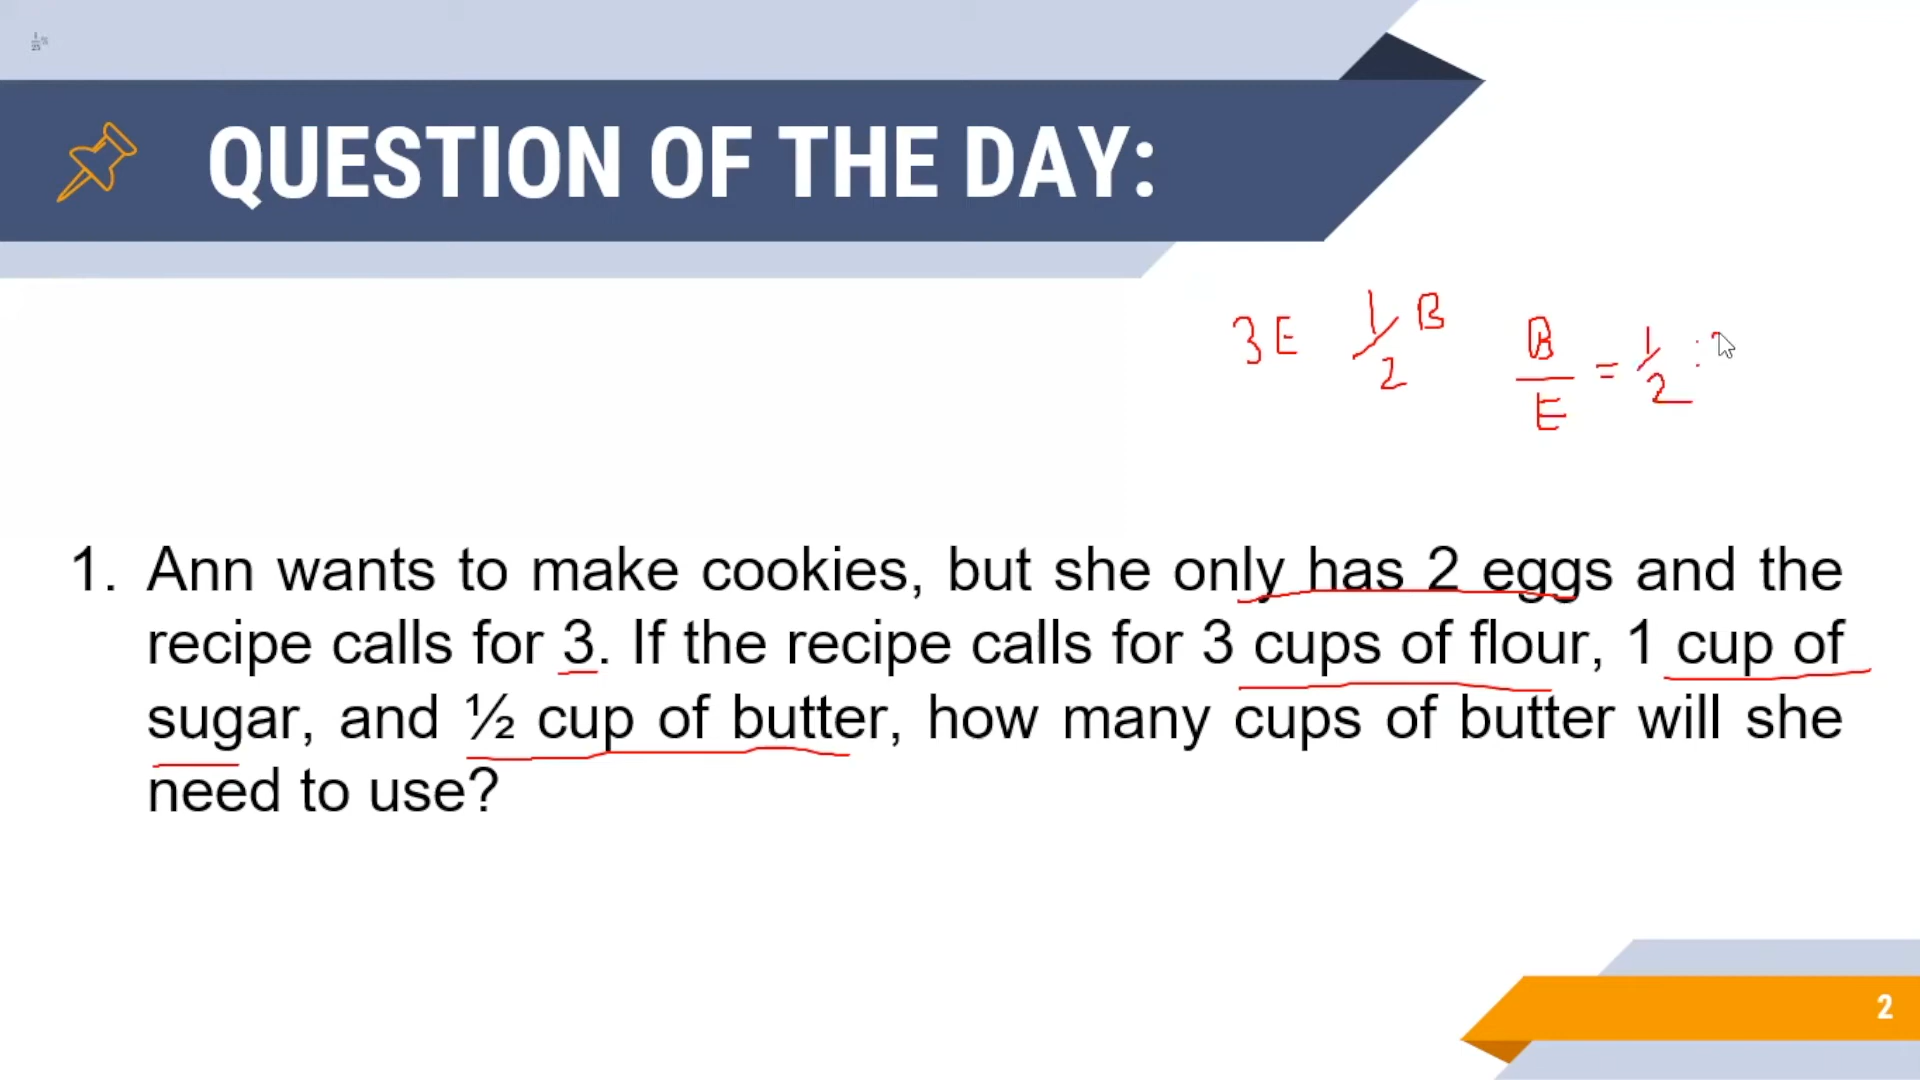 QUESTION OF THE DAY:
3E 1/2 B B/E = 1/2 :
1. Ann wants to make cookies, but she only has 2 eggs and the
recipe calls for 3. If the recipe calls for 3 cups of flour, 1 cup of
sugar, and ½ cup of butter, how many cups of butter will she
need to use?
2